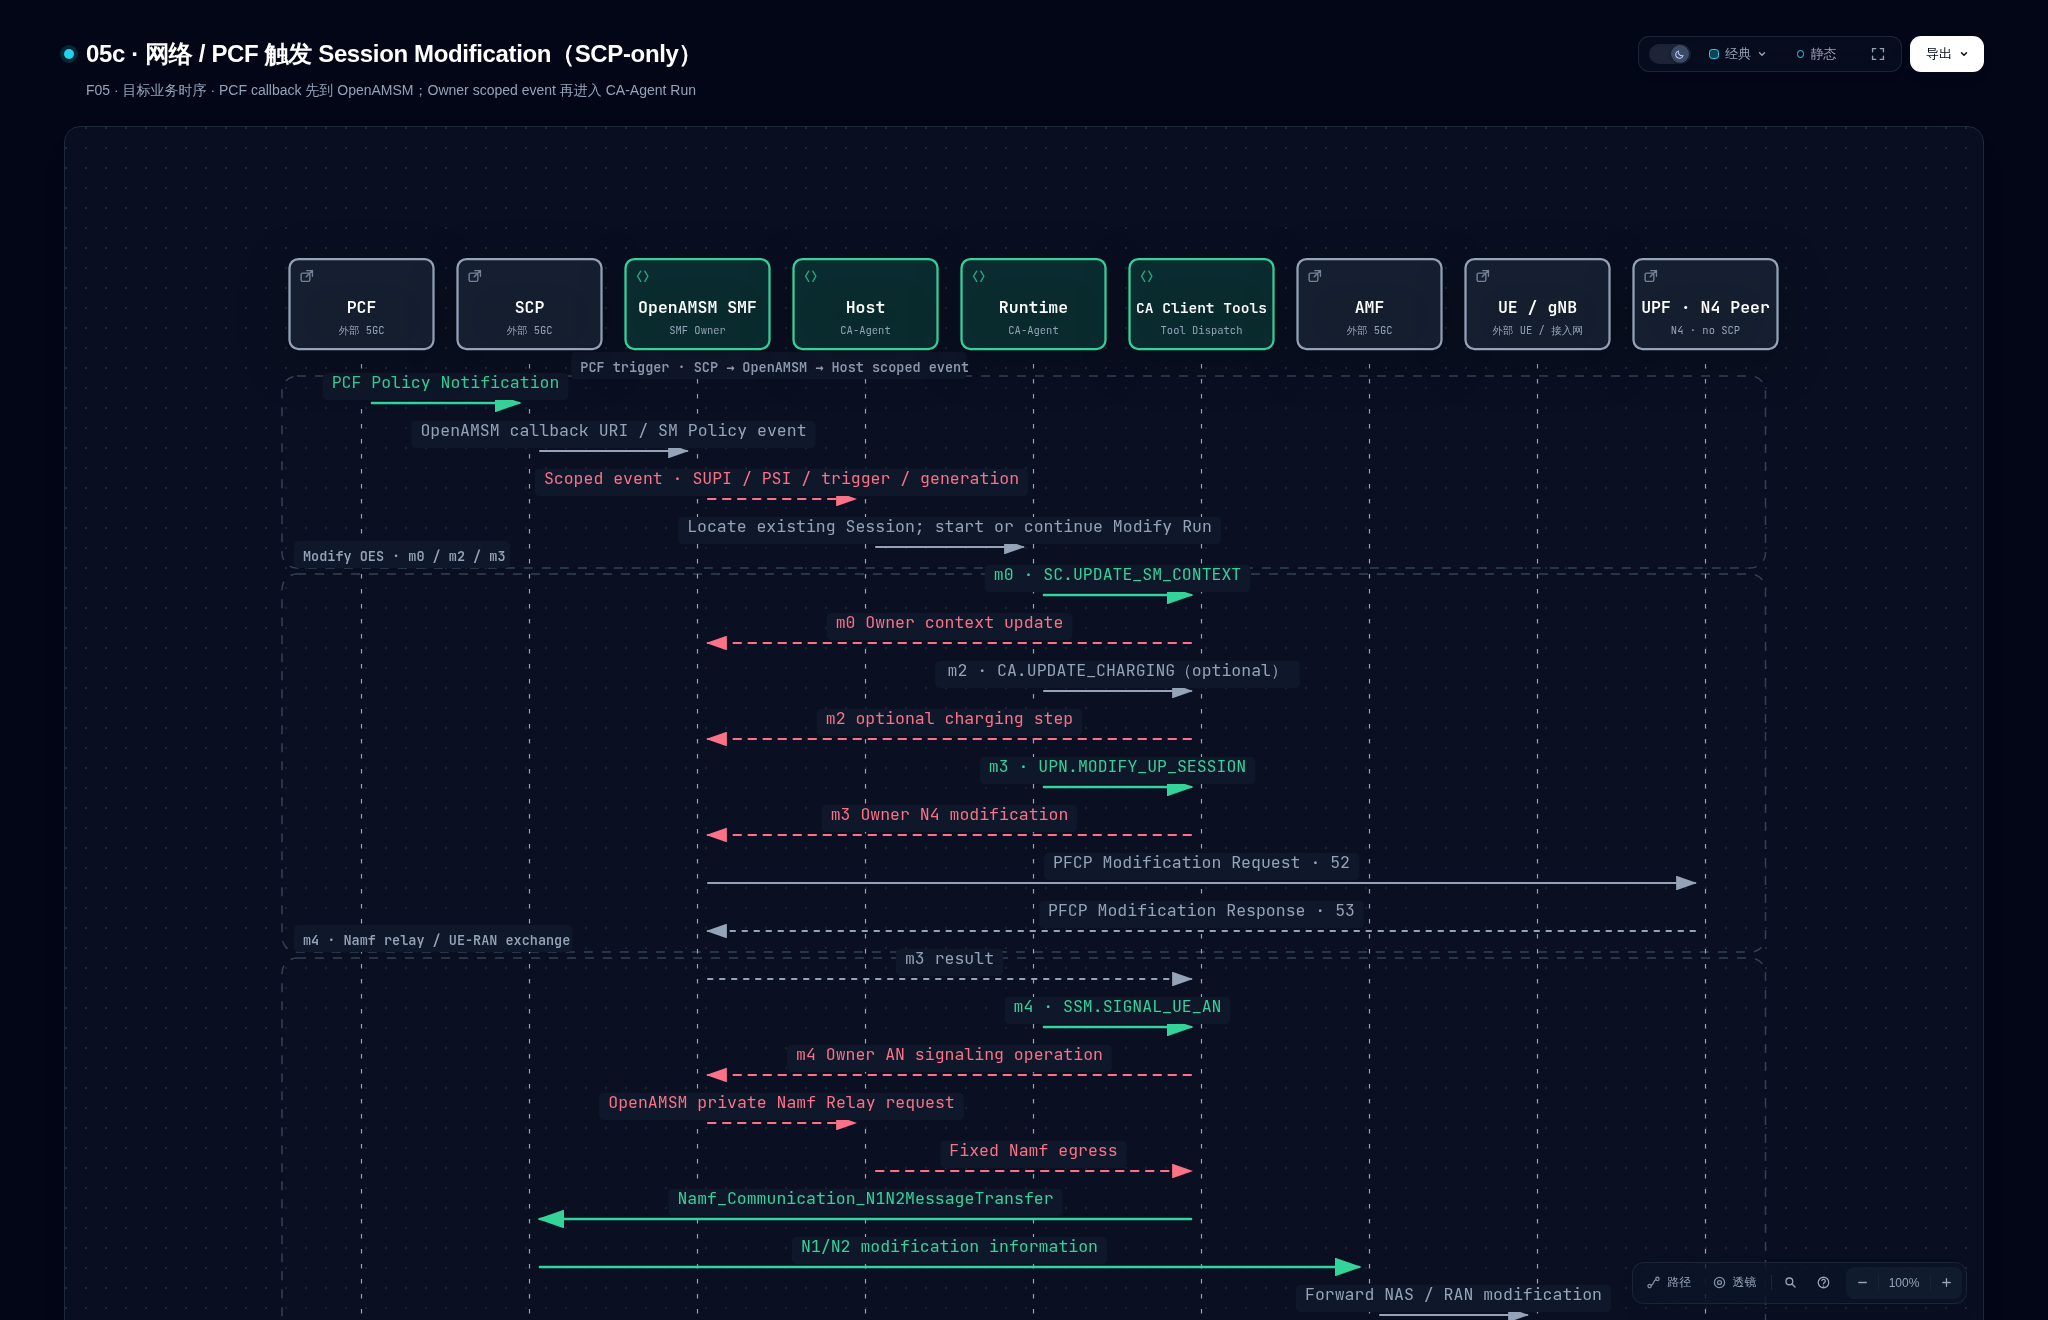 05c · 网络 / PCF 触发 Session Modification（SCP-only）
F05 · 目标业务时序 · PCF callback 先到 OpenAMSM；Owner scoped event 再进入 CA-Agent Run
经典
静态
导出
PCF
外部 5GC
SCP
外部 5GC
OpenAMSM SMF
SMF Owner
Host
CA-Agent
Runtime
CA-Agent
CA Client Tools
Tool Dispatch
AMF
外部 5GC
UE / gNB
外部 UE / 接入网
UPF · N4 Peer
N4 · no SCP
PCF trigger · SCP → OpenAMSM → Host scoped event
PCF Policy Notification
OpenAMSM callback URI / SM Policy event
Scoped event · SUPI / PSI / trigger / generation
Locate existing Session; start or continue Modify Run
Modify OES · m0 / m2 / m3
m0 · SC.UPDATE_SM_CONTEXT
m0 Owner context update
m2 · CA.UPDATE_CHARGING（optional）
m2 optional charging step
m3 · UPN.MODIFY_UP_SESSION
m3 Owner N4 modification
PFCP Modification Request · 52
PFCP Modification Response · 53
m4 · Namf relay / UE-RAN exchange
m3 result
m4 · SSM.SIGNAL_UE_AN
m4 Owner AN signaling operation
OpenAMSM private Namf Relay request
Fixed Namf egress
Namf_Communication_N1N2MessageTransfer
N1/N2 modification information
Forward NAS / RAN modification
路径
透镜
100%